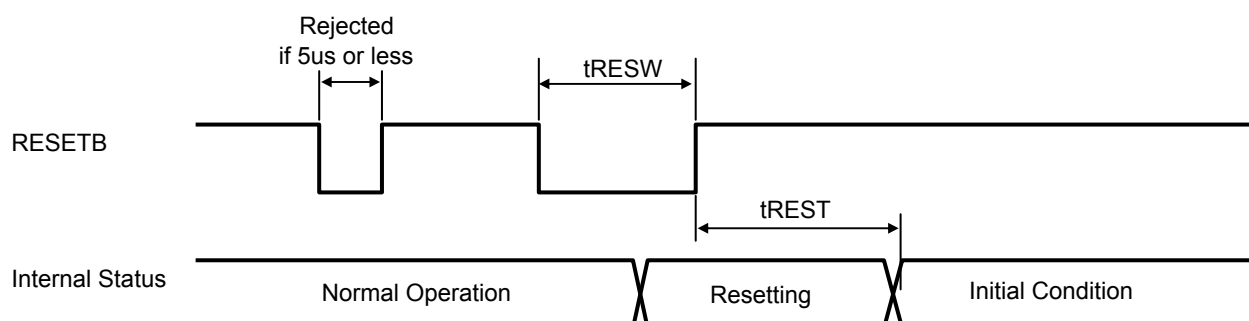 Rejected
if 5us or less
tRESW
RESETB
tREST
Internal Status
Normal Operation
Resetting
Initial Condition